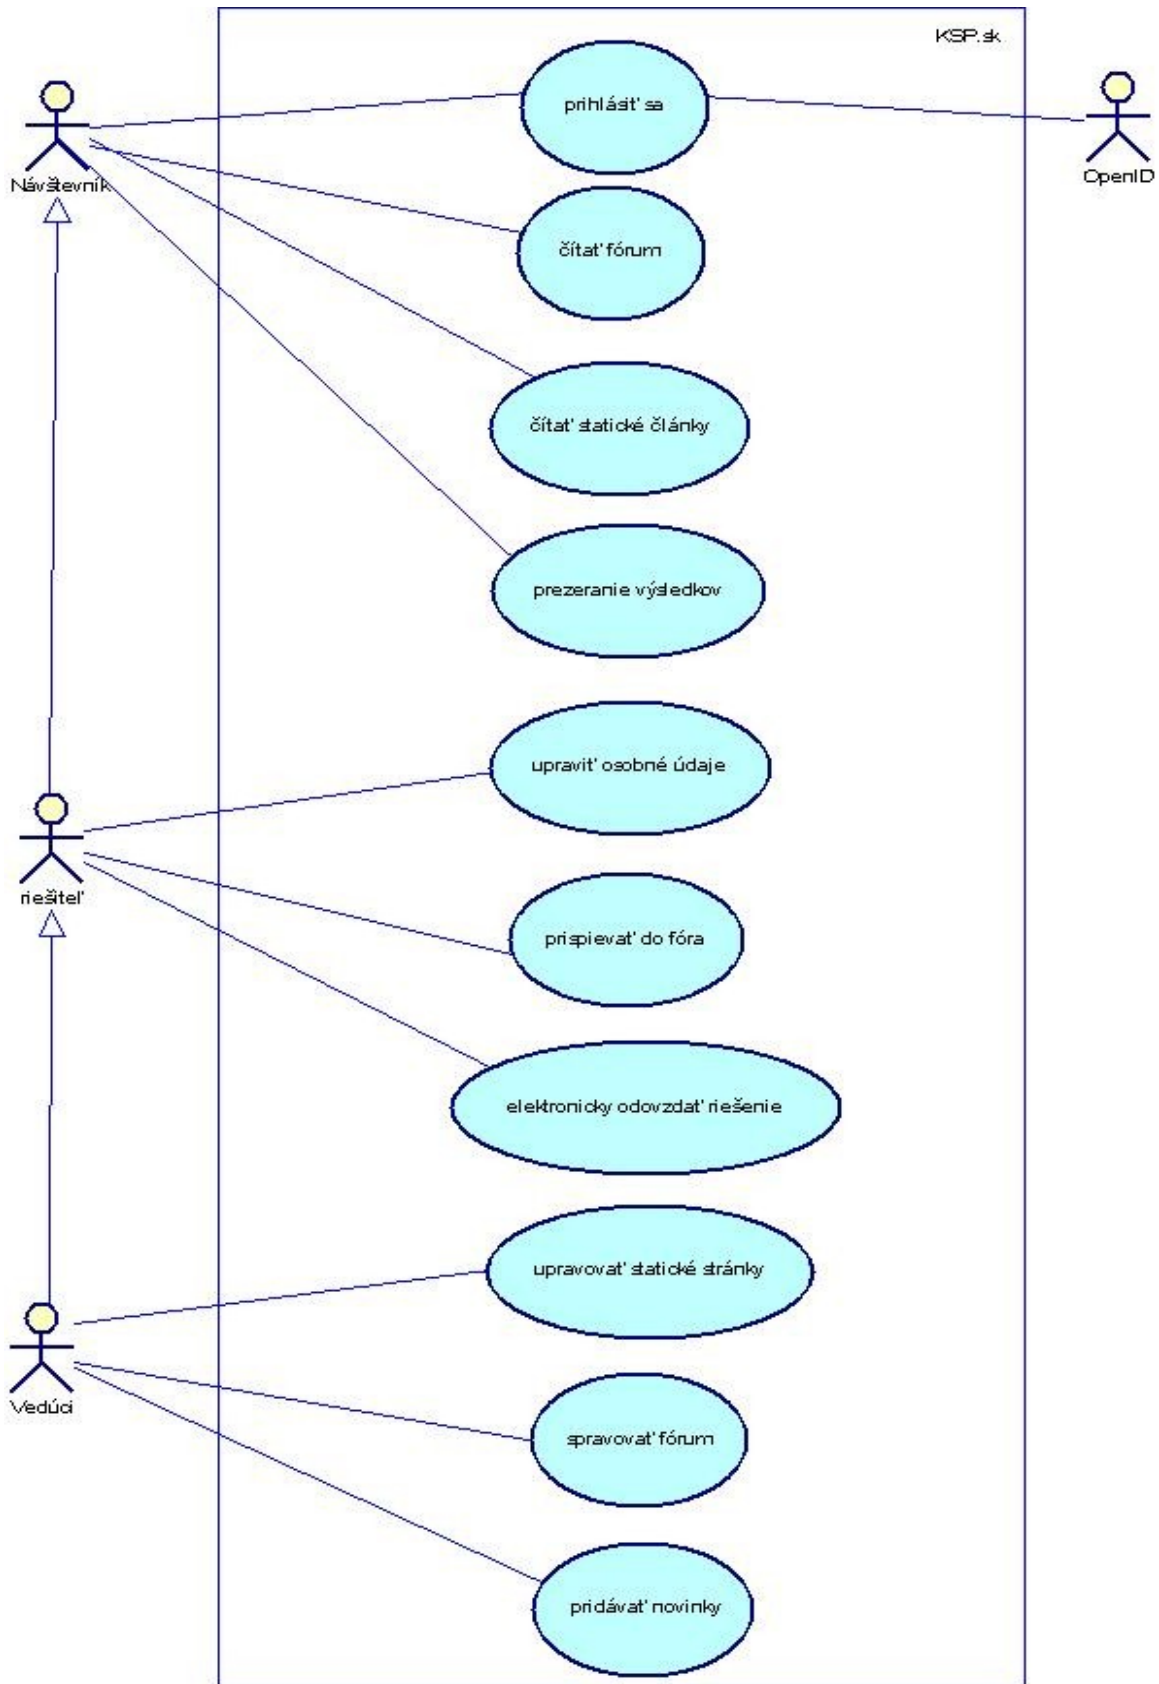 KSP.sk
prihlásiť sa
Návštevník
OpenID
čítať fórum
čítať statické články
prezeranie výsledkov
upraviť osobné údaje
riešiteľ
prispievať do fóra
elektronicky odovzdať riešenie
upravovať statické stránky
Vedúci
spravovať fórum
pridávať novinky